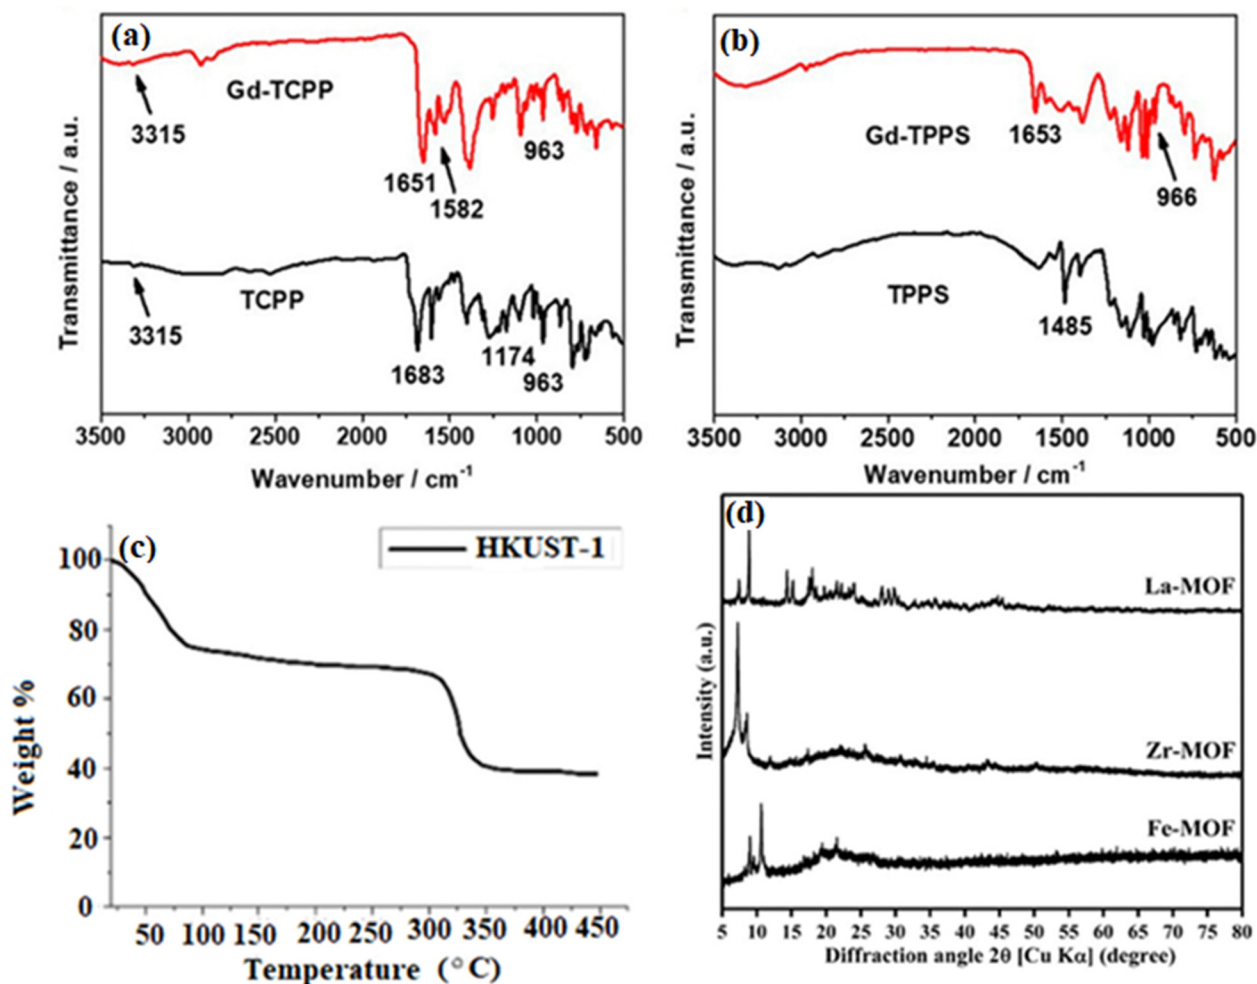 (a)
Gd-TCPP
3315
1651
1582
963
TCPP
3315
1683
1174
963
Transmittance / a.u.
3500 3000 2500 2000 1500 1000 500
Wavenumber / cm⁻¹
(b)
Gd-TPPS
1653
966
TPPS
1485
Transmittance / a.u.
3500 3000 2500 2000 1500 1000 500
Wavenumber / cm⁻¹
(c)
HKUST-1
100
80
60
40
20
0
Weight %
50 100 150 200 250 300 350 400 450
Temperature (°C)
(d)
La-MOF
Zr-MOF
Fe-MOF
Intensity (a.u.)
5 10 15 20 25 30 35 40 45 50 55 60 65 70 75 80
Diffraction angle 2θ [Cu Kα] (degree)